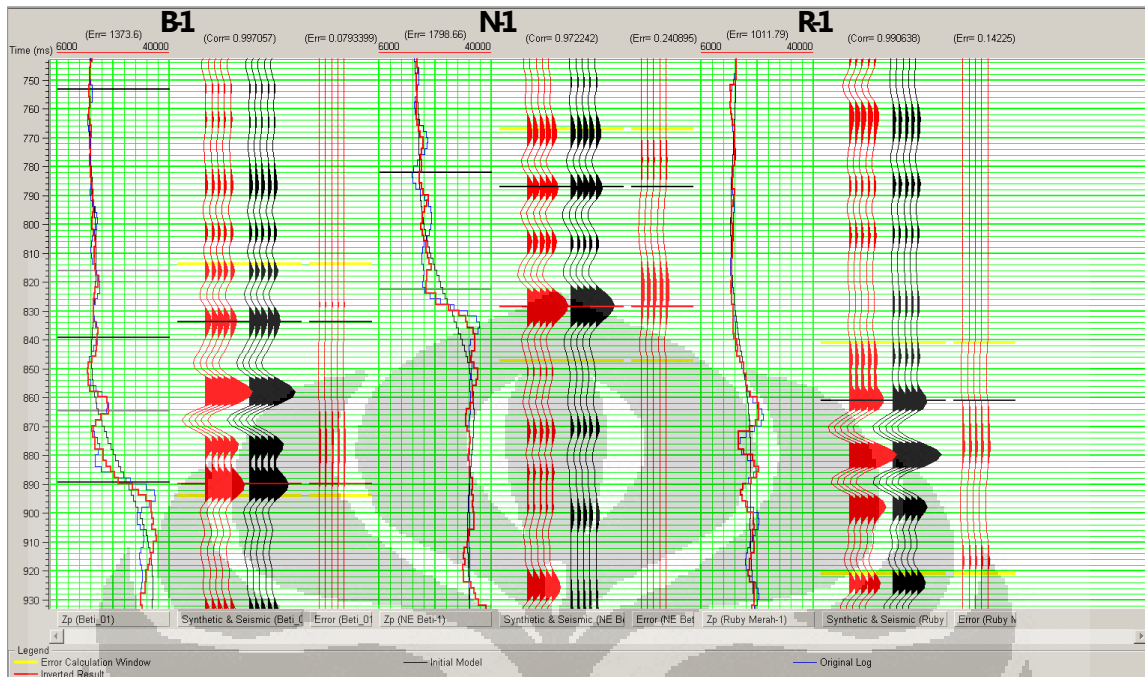 B-1 N-1 R-1
(Err= 1373.6) (Corr= 0.997057) (Err= 0.0793399) (Err= 1798.66) (Corr= 0.972242) (Err= 0.240895) (Err= 1011.79) (Corr= 0.990638) (Err= 0.14225)
Time (ms) 6000 40000 6000 40000 6000 40000
750
760
770
780
790
800
810
820
830
840
850
860
870
880
890
900
910
920
930
Zp (Beti_01) Synthetic & Seismic (Beti_0 Error (Beti_01 Zp (NE Beti-1) Synthetic & Seismic (NE Be Error (NE Bet Zp (Ruby Merah-1) Synthetic & Seismic (Ruby Error (Ruby M
Legend
Error Calculation Window Initial Model Original Log
Inverted Result